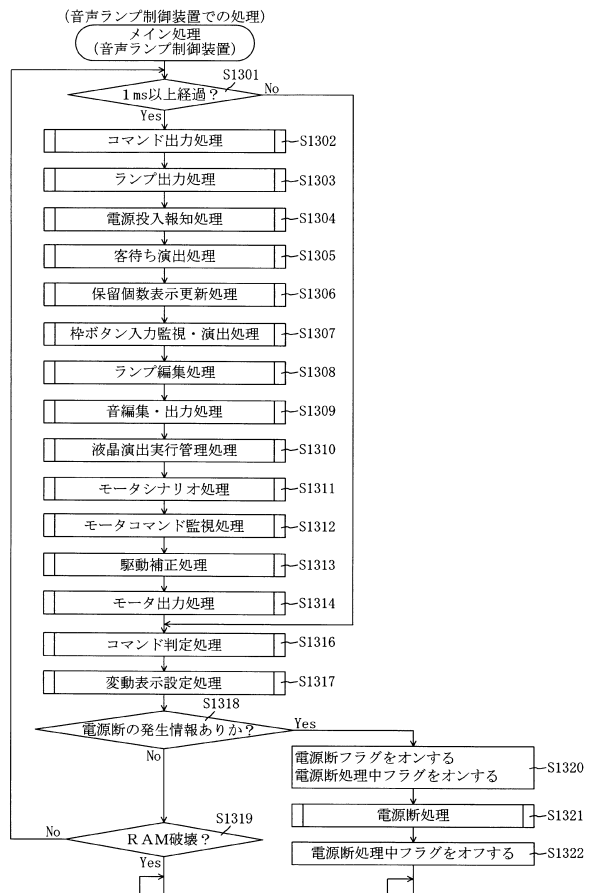 (音声ランプ制御装置での処理)
メイン処理
(音声ランプ制御装置)
S1301
1ms以上経過?
No
Yes
コマンド出力処理 S1302
ランプ出力処理 S1303
電源投入報知処理 S1304
客待ち演出処理 S1305
保留個数表示更新処理 S1306
枠ボタン入力監視・演出処理 S1307
ランプ編集処理 S1308
音編集・出力処理 S1309
液晶演出実行管理処理 S1310
モータシナリオ処理 S1311
モータコマンド監視処理 S1312
駆動補正処理 S1313
モータ出力処理 S1314
コマンド判定処理 S1316
変動表示設定処理 S1317
S1318
電源断の発生情報ありか?
Yes
No
電源断フラグをオンする
電源断処理中フラグをオンする
S1320
電源断処理 S1321
電源断処理中フラグをオフする S1322
S1319
RAM破壊?
No
Yes